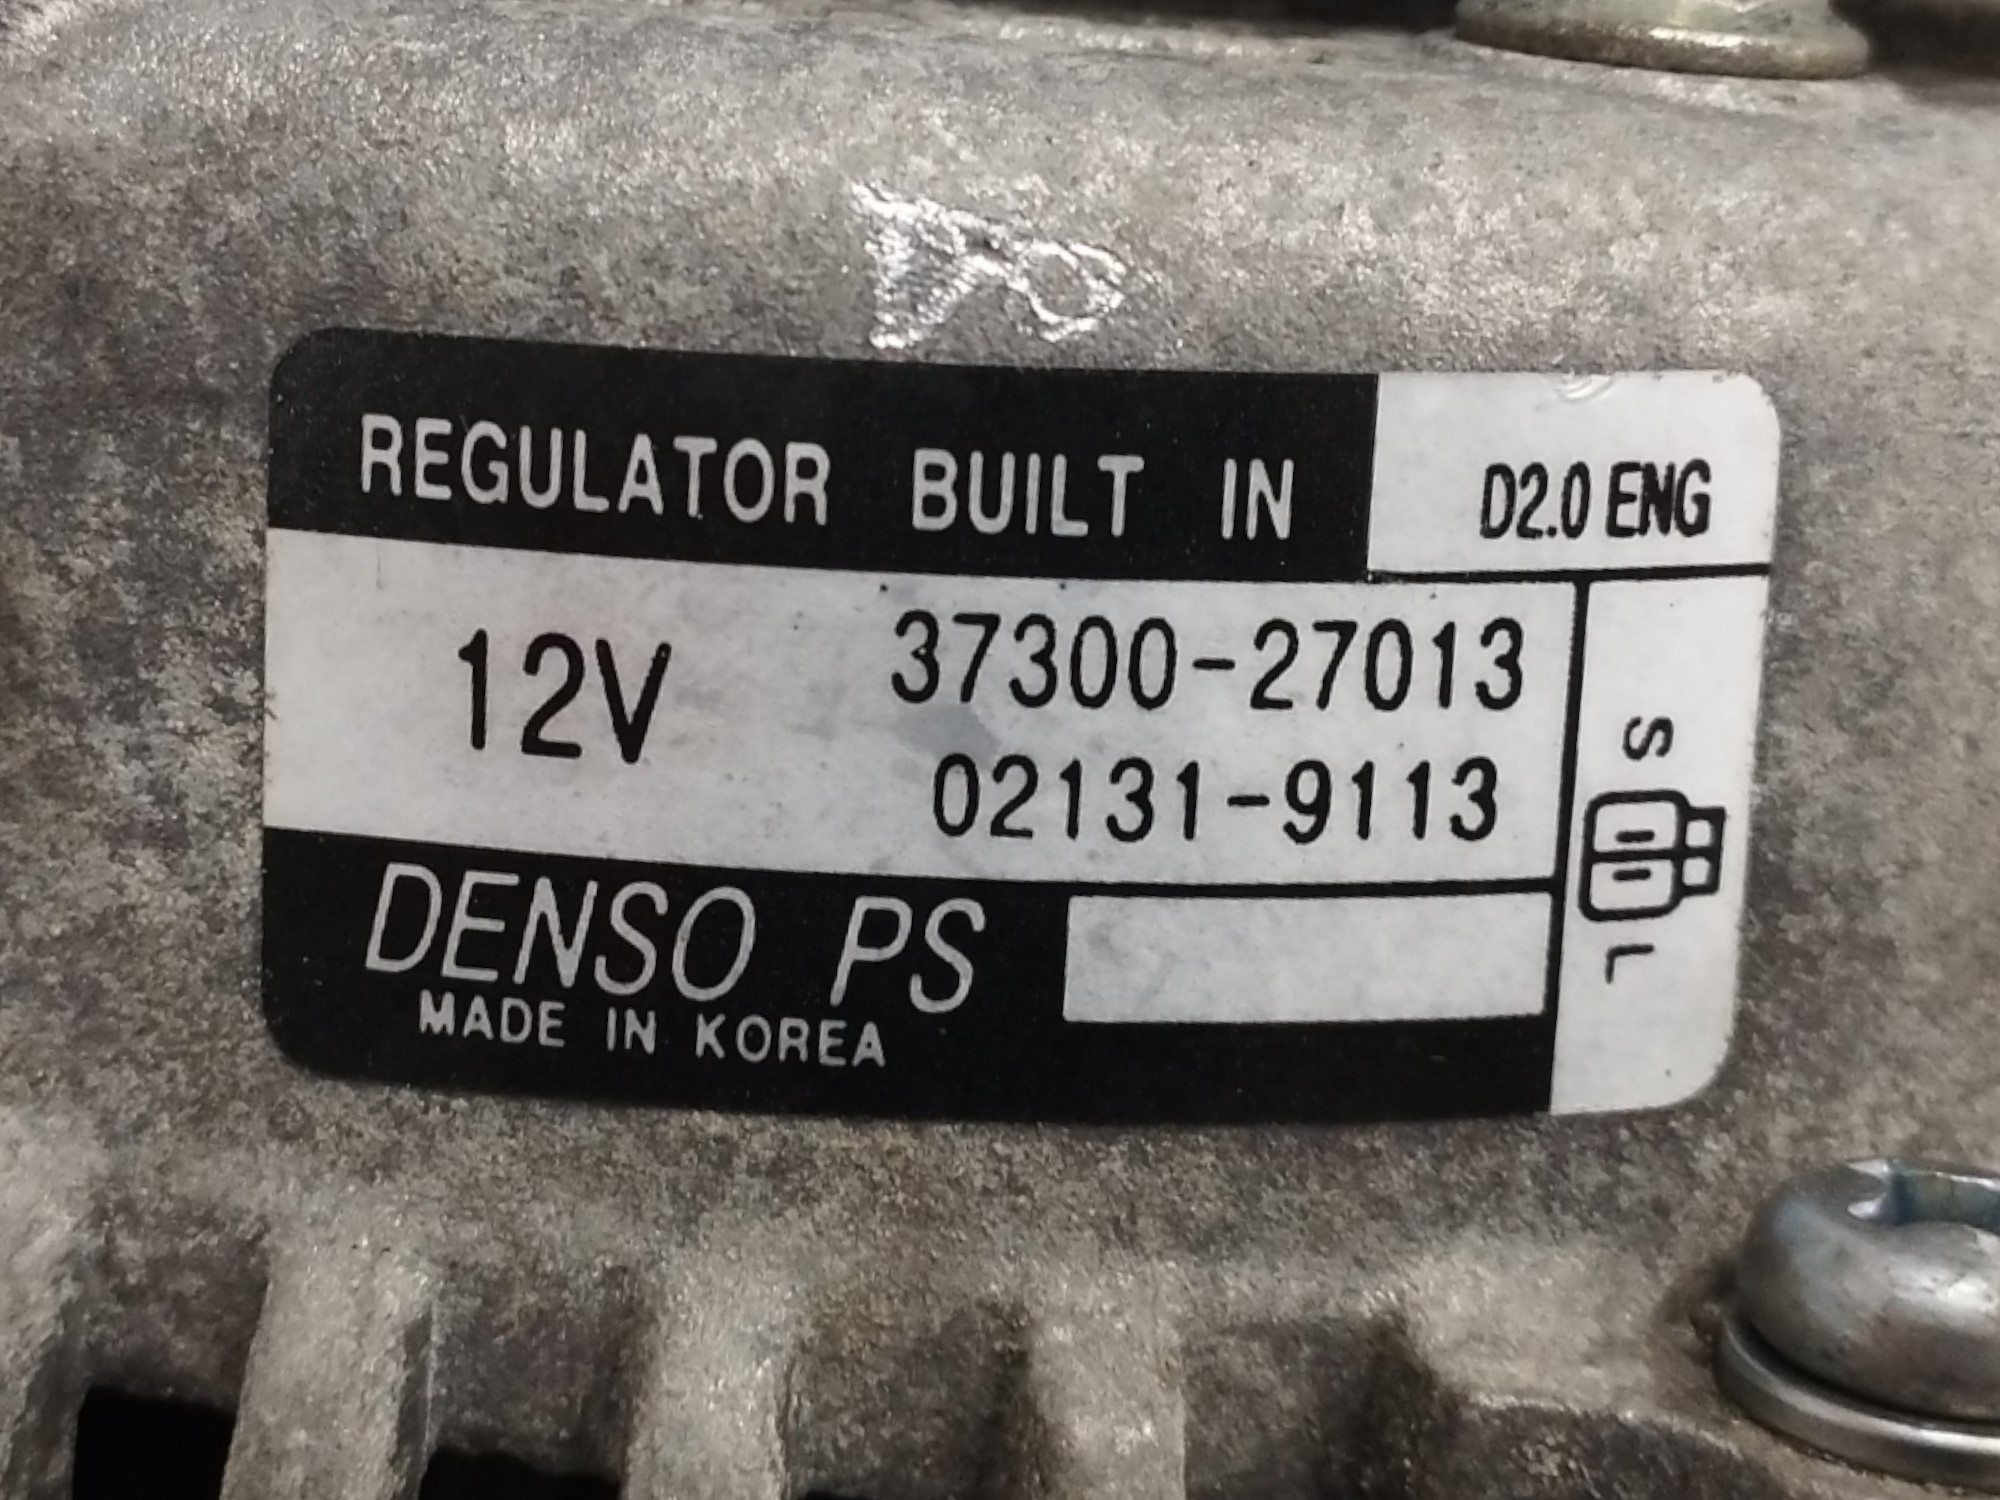 REGULATOR BUILT IN
D2.0 ENG
12V
37300-27013
02131-9113
S
L
DENSO PS
MADE IN KOREA